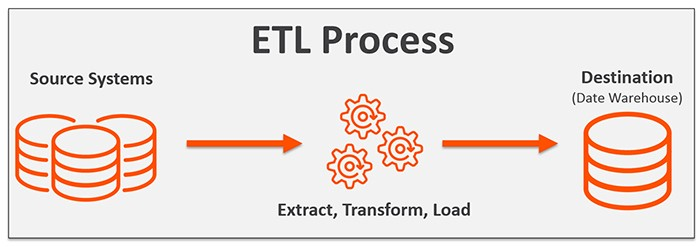 ETL Process
Source Systems
Destination
(Date Warehouse)
Extract, Transform, Load